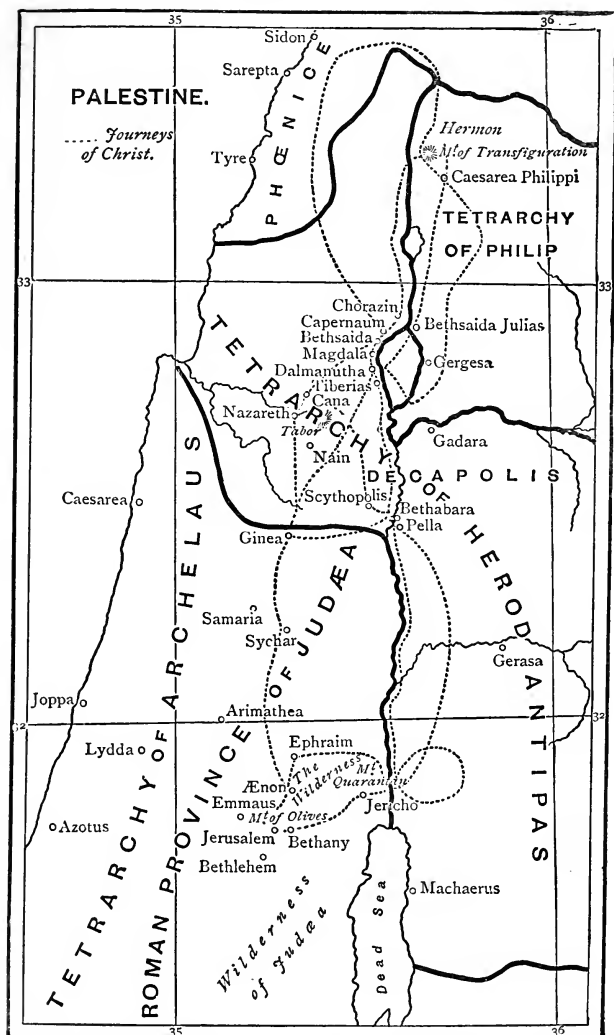 35
36
Sidon
Sarepta
PALESTINE.
Journeys
of Christ.
PHŒNICE
Hermon
Mt. of Transfiguration
Tyre
Caesarea Philippi
TETRARCHY
OF PHILIP
33
33
Chorazin
Capernaum
Bethsaida
Bethsaida Julias
Magdala
Dalmanutha
Gergesa
Tiberias
Cana
Nazareth
Tabor
Nain
Gadara
DECAPOLIS
Scythopolis
Caesarea
Bethabara
Pella
Ginea
TETRARCHY OF HEROD ANTIPAS
Samaria
Sychar
Gerasa
Joppa
32
32
Arimathea
Lydda
Ephraim
The
Wilderness
Mt.
Quarantin
Ænon
Jericho
Emmaus
Mt. of Olives
Azotus
Jerusalem
Bethany
Bethlehem
Machaerus
TETRARCHY OF ARCHELAUS
ROMAN PROVINCE OF JUDÆA
Wilderness
of Judæa
Dead Sea
35
36